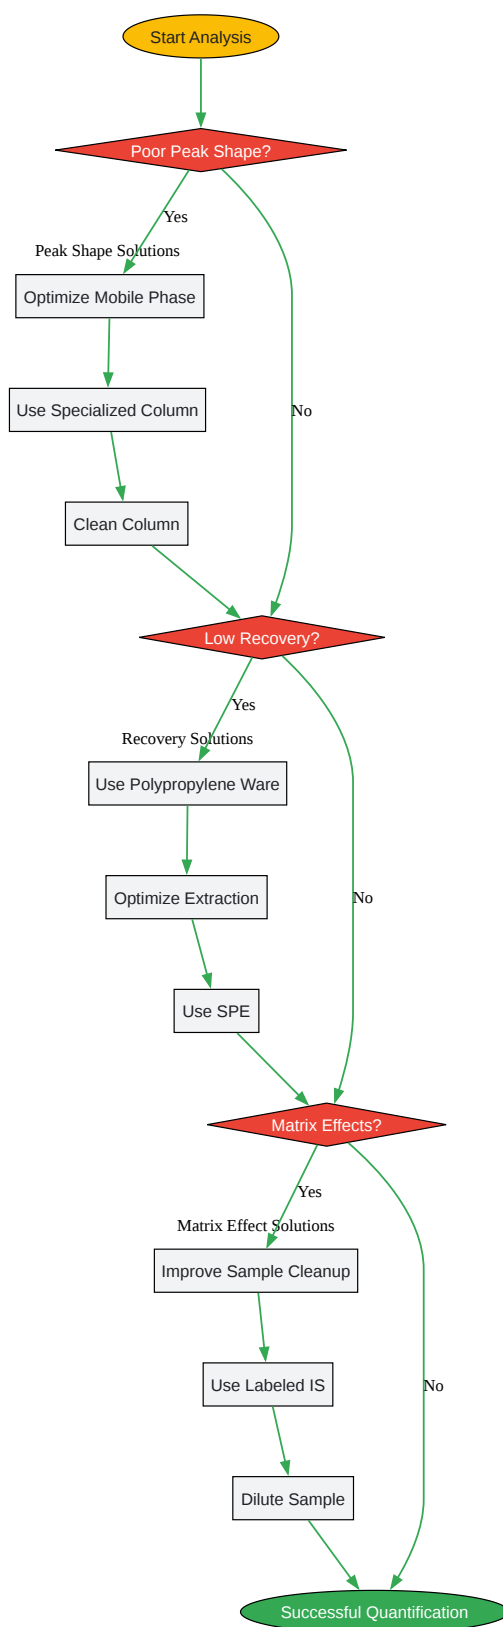 Start Analysis
Poor Peak Shape?
Yes
Peak Shape Solutions
Optimize Mobile Phase
Use Specialized Column
No
Clean Column
Low Recovery?
Yes
Recovery Solutions
Use Polypropylene Ware
Optimize Extraction
No
Use SPE
Matrix Effects?
Yes
Matrix Effect Solutions
Improve Sample Cleanup
Use Labeled IS
No
Dilute Sample
Successful Quantification